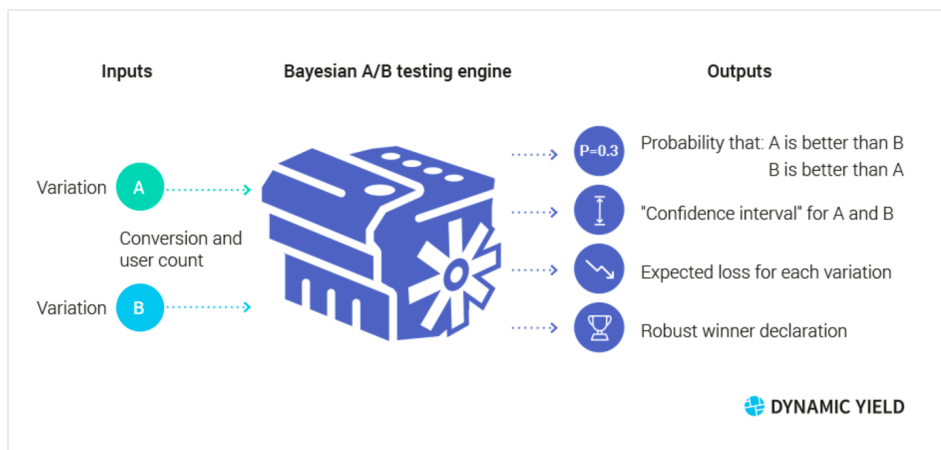 Inputs
Bayesian A/B testing engine
Outputs
Variation A
Conversion and
user count
Variation B
P=0.3
Probability that: A is better than B
B is better than A
"Confidence interval" for A and B
Expected loss for each variation
Robust winner declaration
DYNAMIC YIELD